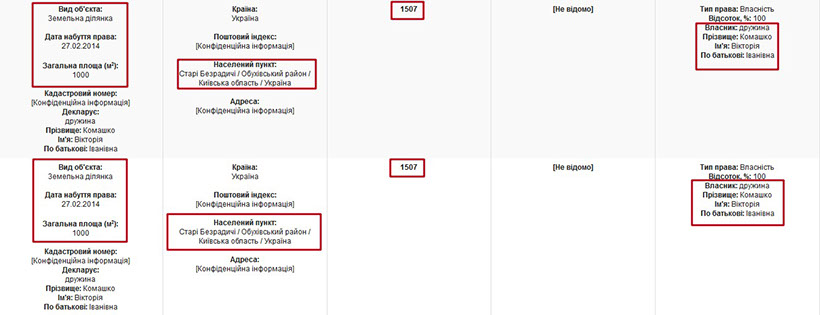 Вид об'єкта:
Земельна ділянка
Дата набуття права:
27.02.2014
Загальна площа (м²):
1000
Кадастровий номер:
[Конфіденційна інформація]
Декларує:
дружина
Прізвище: Комашко
Ім'я: Вікторія
По батькові: Іванівна
Країна:
Україна
Поштовий індекс:
[Конфіденційна інформація]
Населений пункт:
Старі Безрадичі / Обухівський район /
Київська область / Україна
Адреса:
[Конфіденційна інформація]
1507
[Не відомо]
Тип права: Власність
Відсоток, %: 100
Власник: дружина
Прізвище: Комашко
Ім'я: Вікторія
По батькові: Іванівна
Вид об'єкта:
Земельна ділянка
Дата набуття права:
27.02.2014
Загальна площа (м²):
1000
Кадастровий номер:
[Конфіденційна інформація]
Декларує:
дружина
Прізвище: Комашко
Ім'я: Вікторія
По батькові: Іванівна
Країна:
Україна
Поштовий індекс:
[Конфіденційна інформація]
Населений пункт:
Старі Безрадичі / Обухівський район /
Київська область / Україна
Адреса:
[Конфіденційна інформація]
1507
[Не відомо]
Тип права: Власність
Відсоток, %: 100
Власник: дружина
Прізвище: Комашко
Ім'я: Вікторія
По батькові: Іванівна